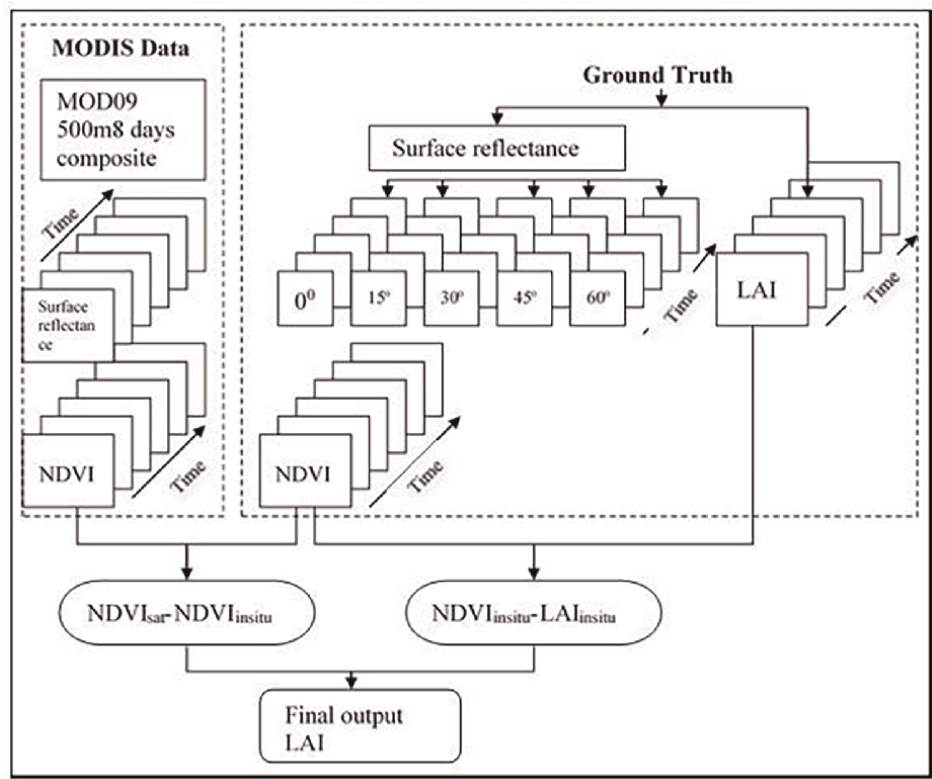 MODIS Data
MOD09
500m8 days
composite
Time
Surface
reflectan
ce
NDVI
Time
Ground Truth
Surface reflectance
0⁰
15º
30º
45º
60º
Time
LAI
Time
NDVI
Time
NDVIsat-NDVIinsitu
NDVIinsitu-LAIinsitu
Final output
LAI